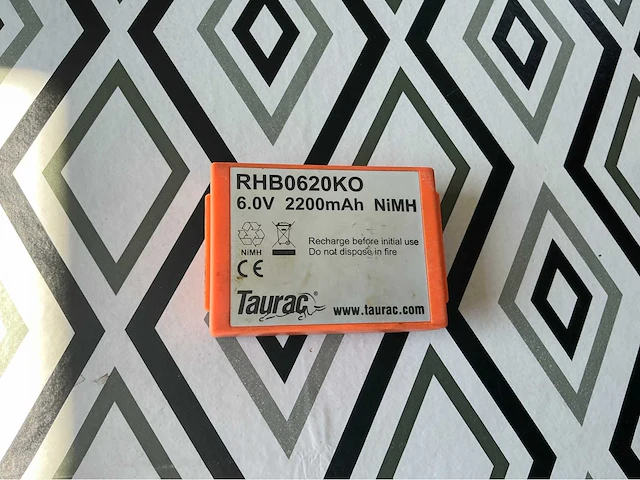 RHB0620KO
6.0V 2200mAh NiMH
NiMH
Recharge before initial use
Do not dispose in fire
CE
Taurac®
www.taurac.com